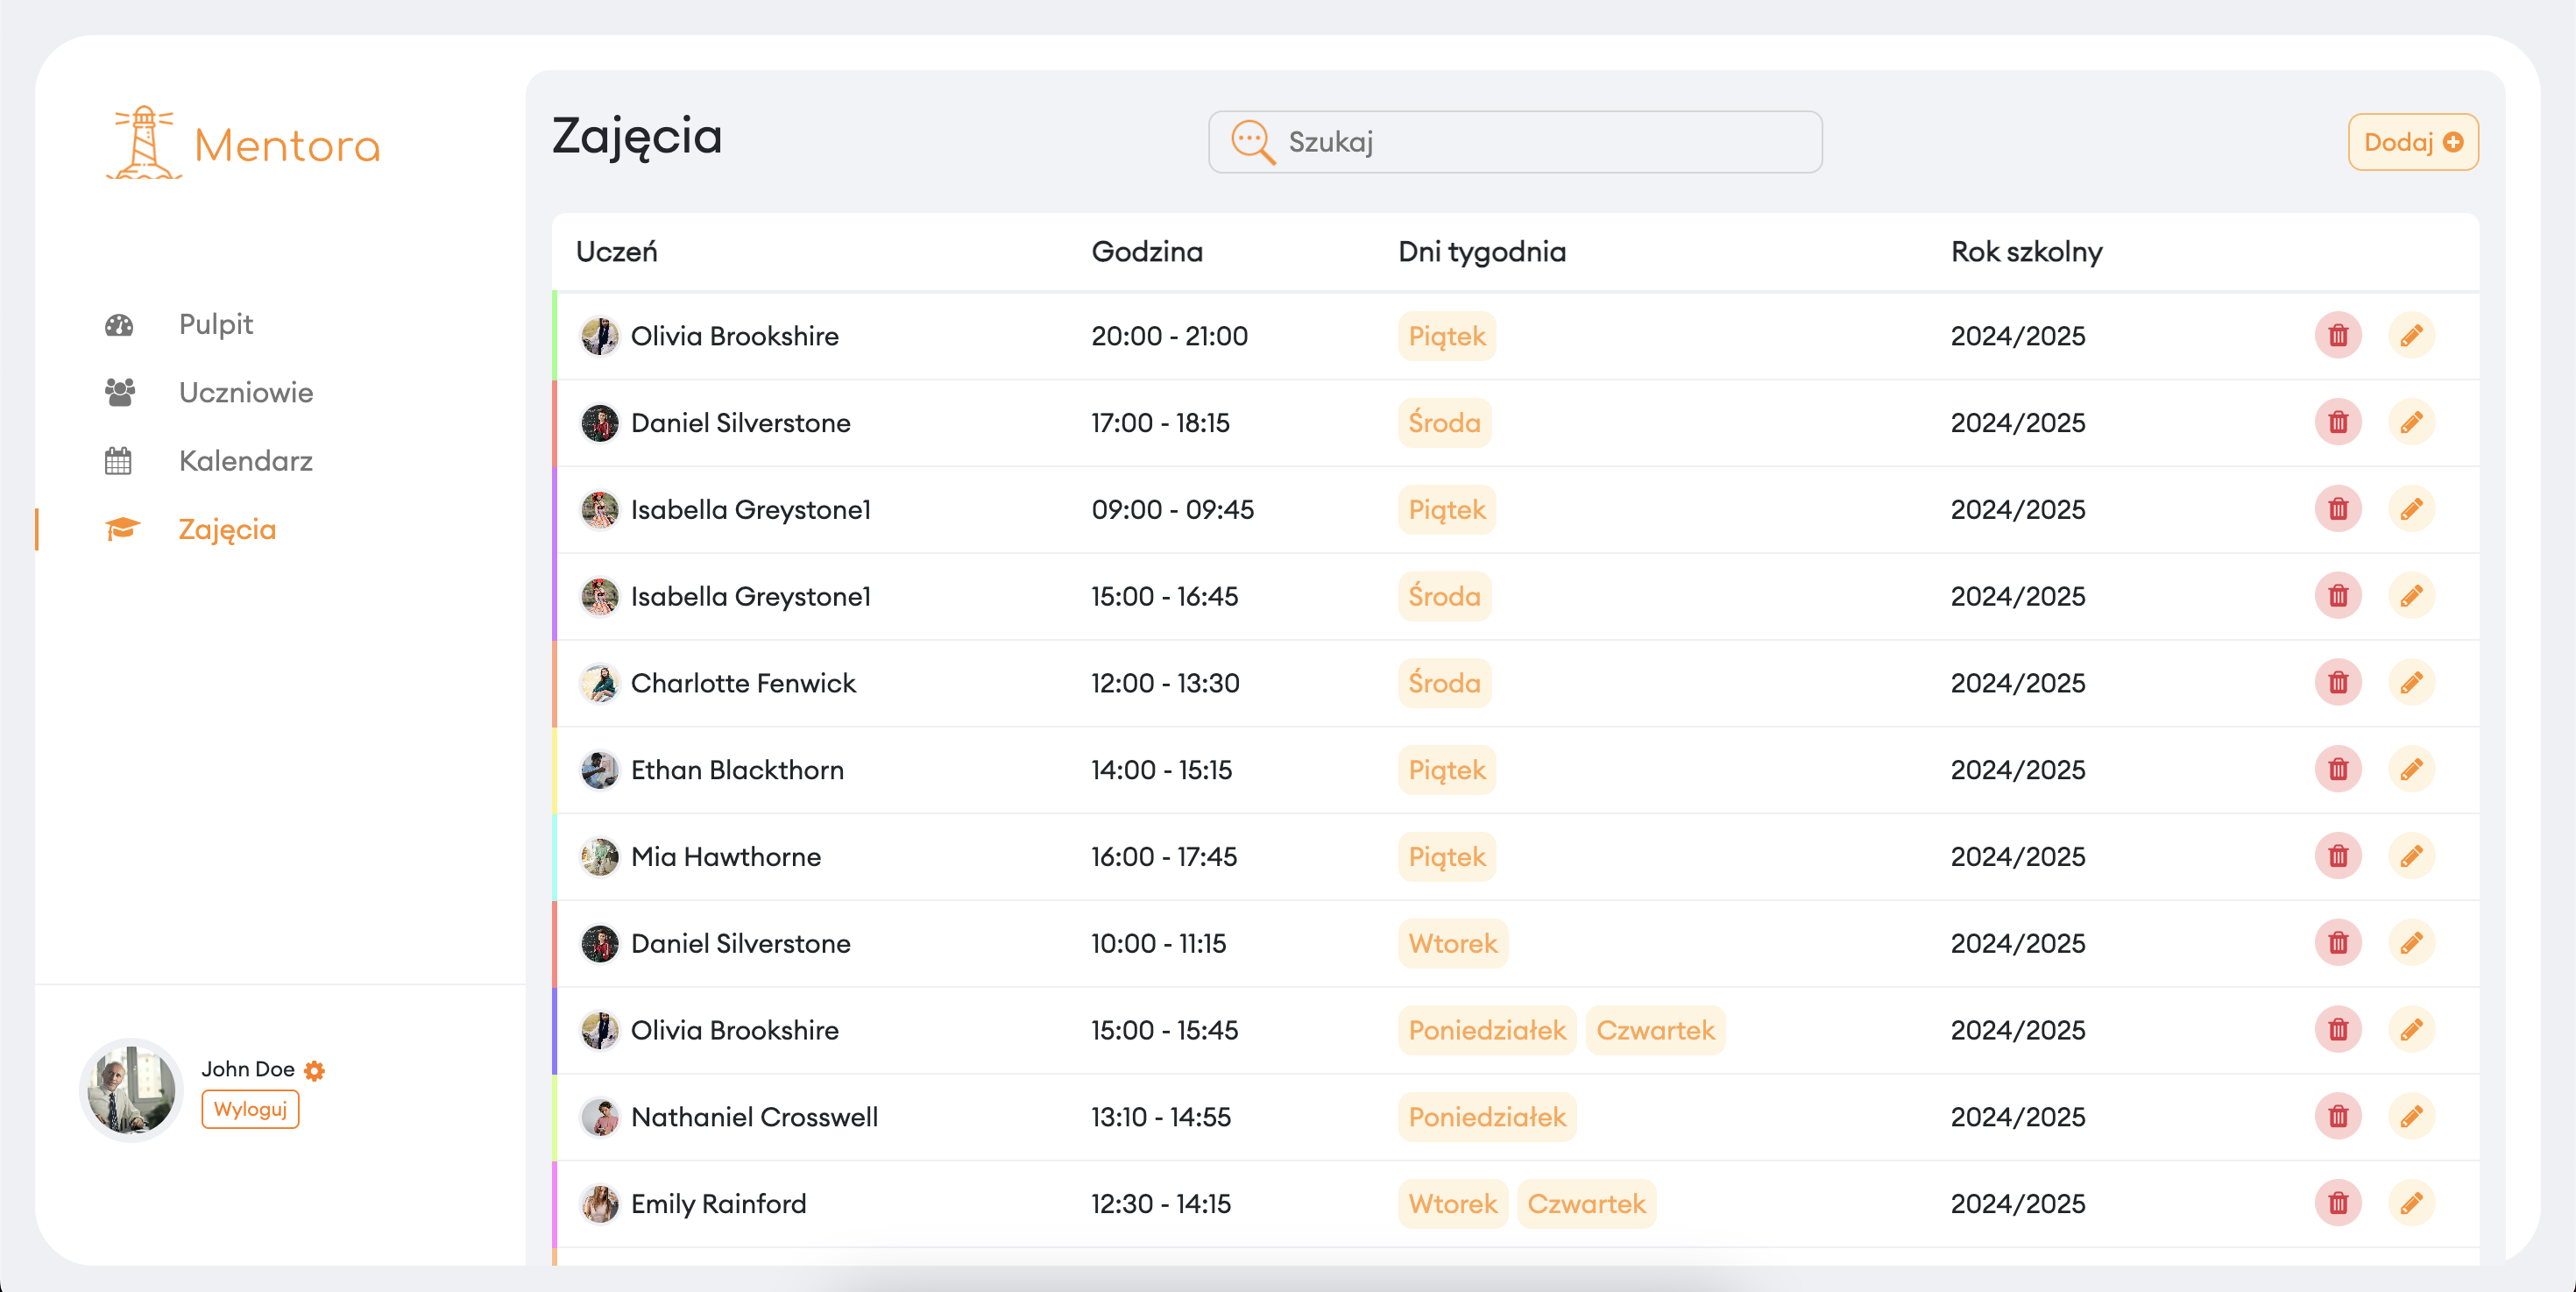 Mentora
Pulpit
Uczniowie
Kalendarz
Zajęcia
John Doe
Wyloguj
Zajęcia
Szukaj
Dodaj
Uczeń Godzina Dni tygodnia Rok szkolny
Olivia Brookshire 20:00 - 21:00 Piątek 2024/2025
Daniel Silverstone 17:00 - 18:15 Środa 2024/2025
Isabella Greystone1 09:00 - 09:45 Piątek 2024/2025
Isabella Greystone1 15:00 - 16:45 Środa 2024/2025
Charlotte Fenwick 12:00 - 13:30 Środa 2024/2025
Ethan Blackthorn 14:00 - 15:15 Piątek 2024/2025
Mia Hawthorne 16:00 - 17:45 Piątek 2024/2025
Daniel Silverstone 10:00 - 11:15 Wtorek 2024/2025
Olivia Brookshire 15:00 - 15:45 Poniedziałek Czwartek 2024/2025
Nathaniel Crosswell 13:10 - 14:55 Poniedziałek 2024/2025
Emily Rainford 12:30 - 14:15 Wtorek Czwartek 2024/2025